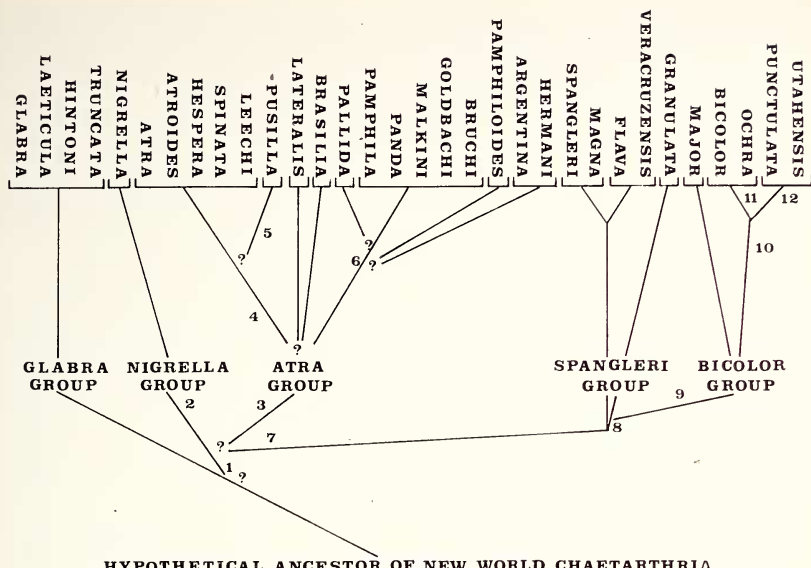 GLABRA
LAETICULA
HINTONI
TRUNCATA
NIGRELLA
ATRA
ATROIDES
HESPERA
SPINATA
LEECHI
PUSILLA
LATERALIS
BRASILIA
PALLIDA
PAMPHILA
PANDA
MALKINI
GOLDBACHI
BRUCHI
PAMPHILOIDES
ARGENTINA
HERMANI
SPANGLERI
MAGNA
FLAVA
VERACRUZENSIS
GRANULATA
MAJOR
BICOLOR
OCHRA
PUNCTULATA
UTAHENSIS
11
12
5
?
?
6
?
10
4
?
GLABRA
GROUP
NIGRELLA
GROUP
ATRA
GROUP
SPANGLERI
GROUP
BICOLOR
GROUP
2
3
9
8
?
7
1
?
HYPOTHETICAL ANCESTOR OF NEW WORLD CHAETARTHRIA